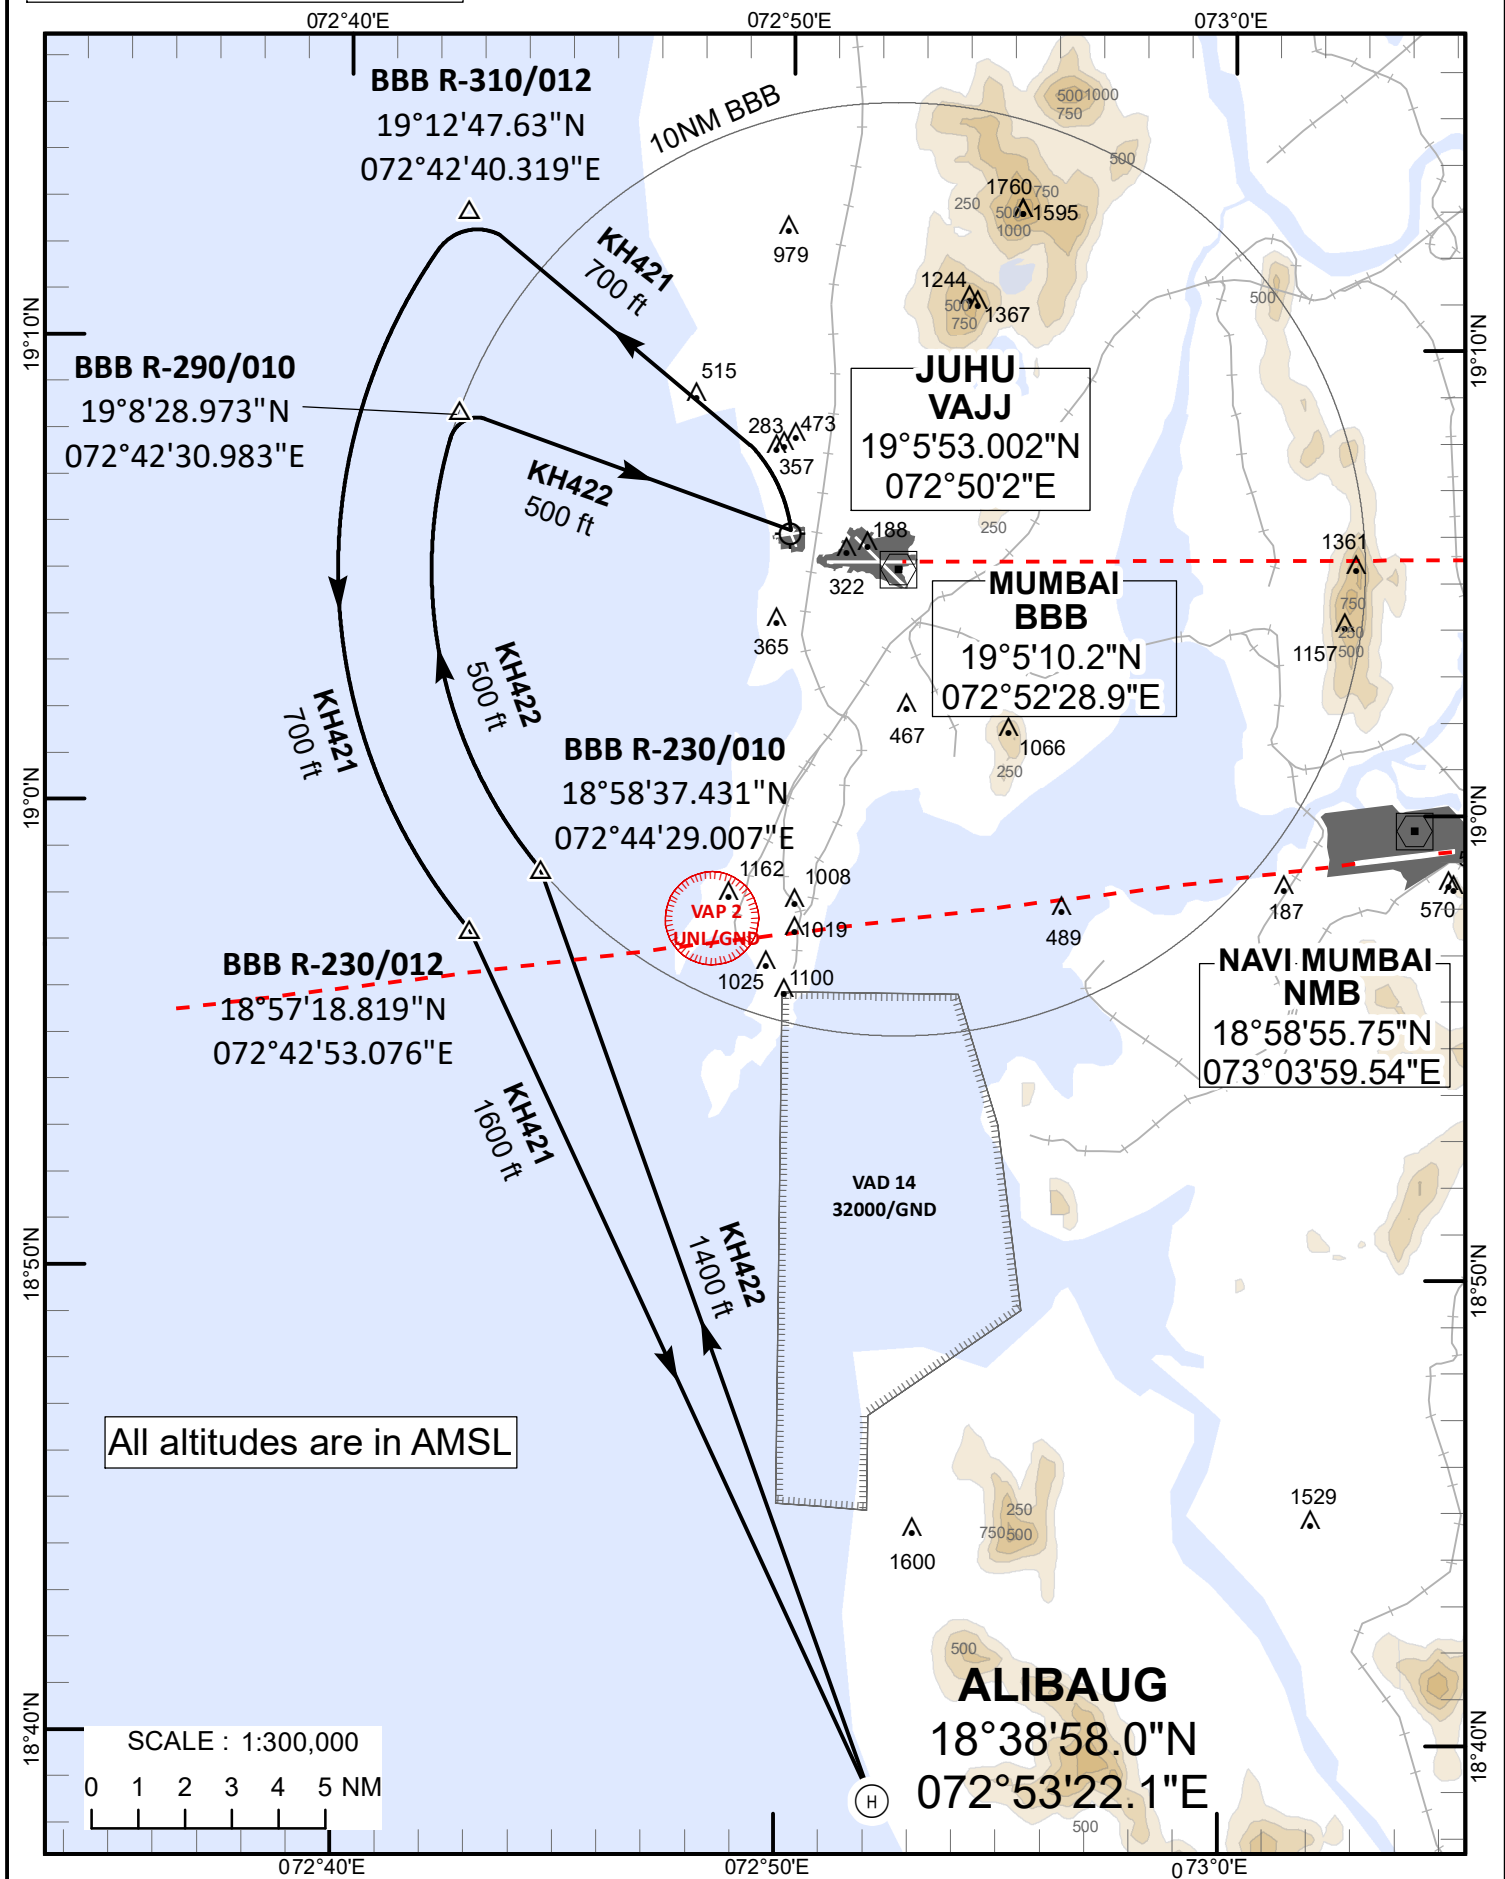 072°40'E
072°50'E
073°0'E
BBB R-310/012
19°12'47.63"N
072°42'40.319"E
10NM BBB
500
1000
750
500
1760
750
250
500
1595
1000
979
KH421
700 ft
1244
500
1367
750
500
19°10'N
19°10'N
BBB R-290/010
19°8'28.973"N
072°42'30.983"E
515
283
473
357
JUHU
VAJJ
19°5'53.002"N
072°50'2"E
KH422
500 ft
250
188
322
1361
MUMBAI
BBB
19°5'10.2"N
072°52'28.9"E
750
250
1157
500
365
KH422
500 ft
KH421
700 ft
467
1066
250
BBB R-230/010
18°58'37.431"N
072°44'29.007"E
19°0'N
19°0'N
1162
1008
VAP 2
UNL/GND
1019
489
187
570
1025
1100
BBB R-230/012
18°57'18.819"N
072°42'53.076"E
NAVI MUMBAI
NMB
18°58'55.75"N
073°03'59.54"E
KH421
1600 ft
VAD 14
32000/GND
KH422
1400 ft
18°50'N
18°50'N
All altitudes are in AMSL
250
750
500
1529
1600
500
ALIBAUG
18°38'58.0"N
072°53'22.1"E
18°40'N
18°40'N
SCALE : 1:300,000
0 1 2 3 4 5 NM
H
500
072°40'E
072°50'E
073°0'E